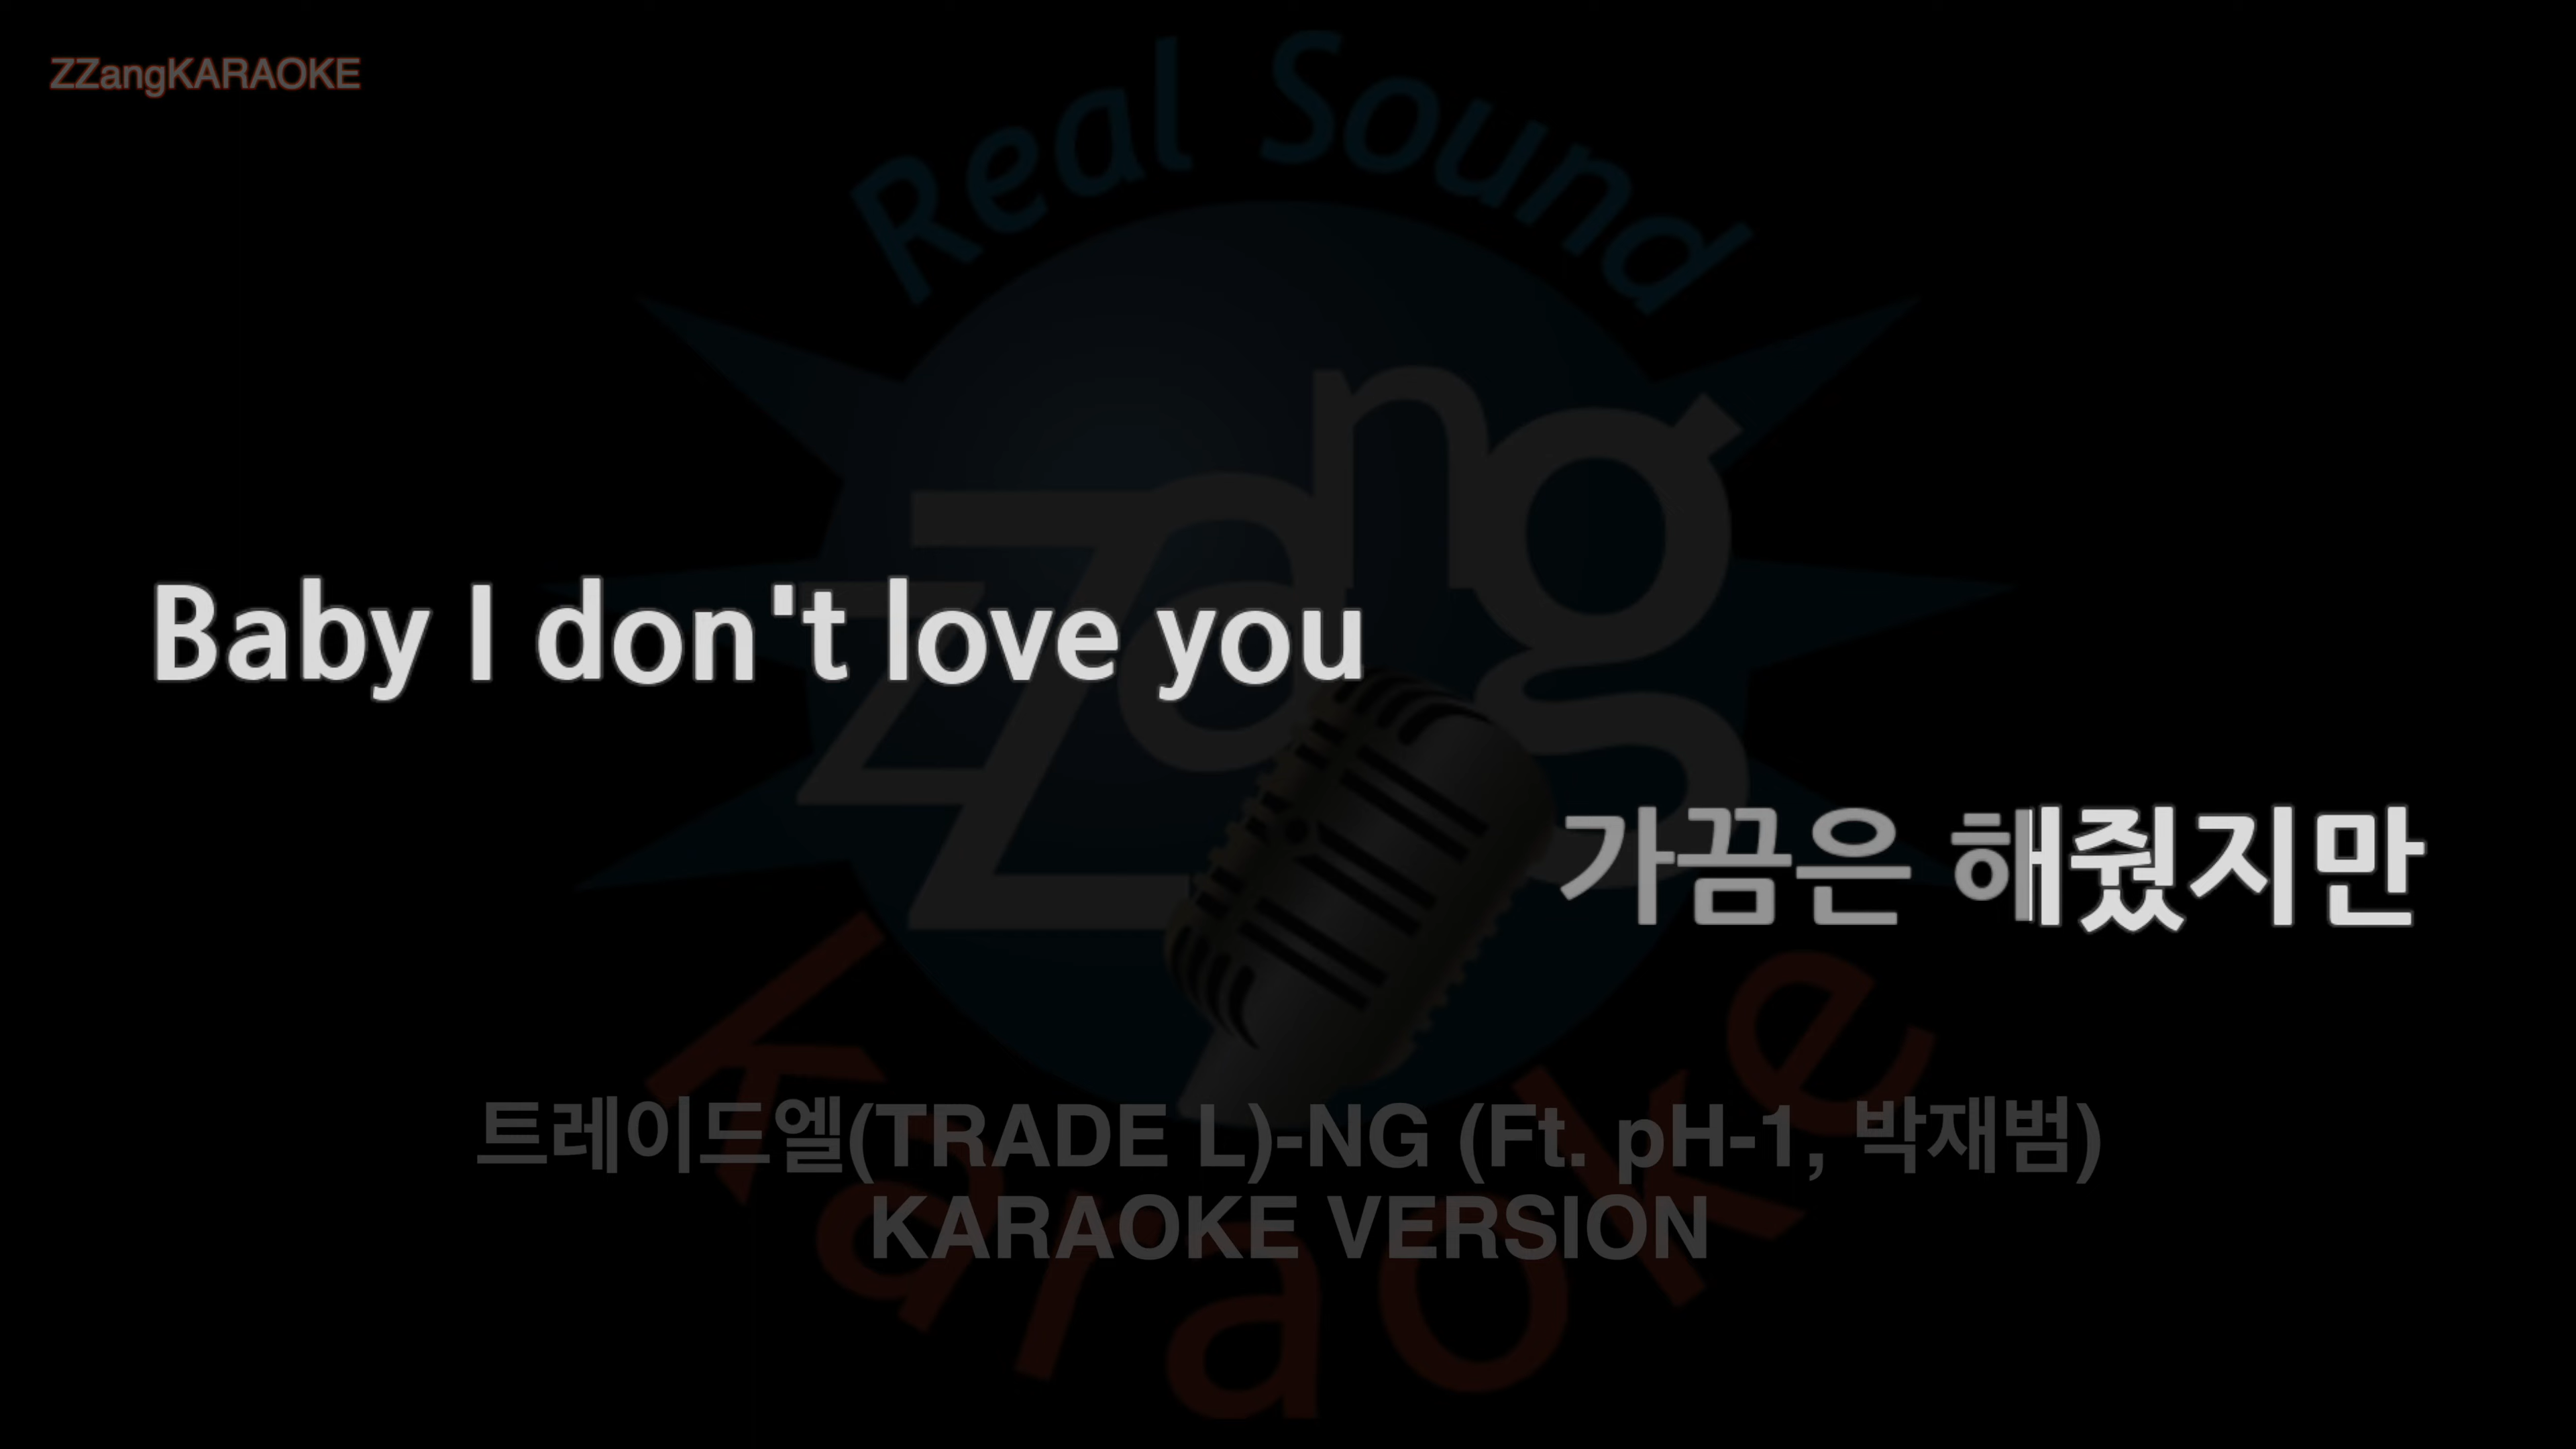 ZZangKARAOKE
Real Sound
zZang
Baby I don't love you
가끔은 해줬지만
Karaoke
트레이드엘(TRADE L)-NG (Ft. pH-1, 박재범)
KARAOKE VERSION